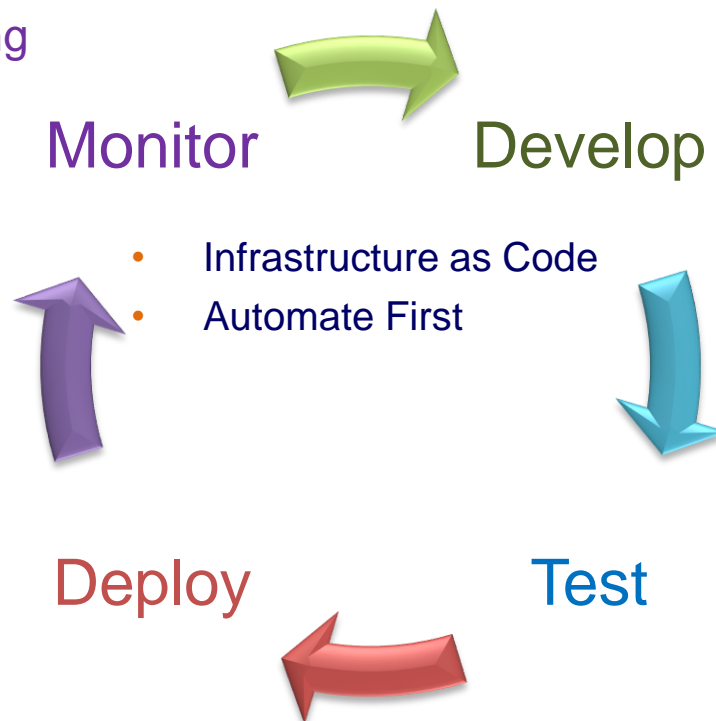 Monitor
Develop
Infrastructure as Code
Automate First
Deploy
Test